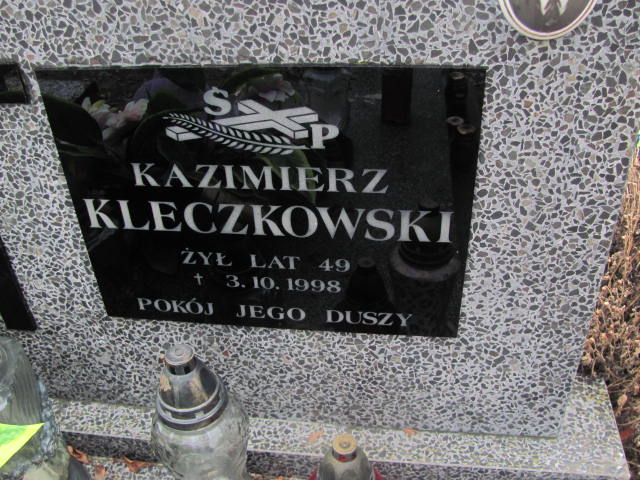 Ś P
KAZIMIERZ
KLECZKOWSKI
ŻYŁ LAT 49
† 3.10.1998
POKÓJ JEGO DUSZY